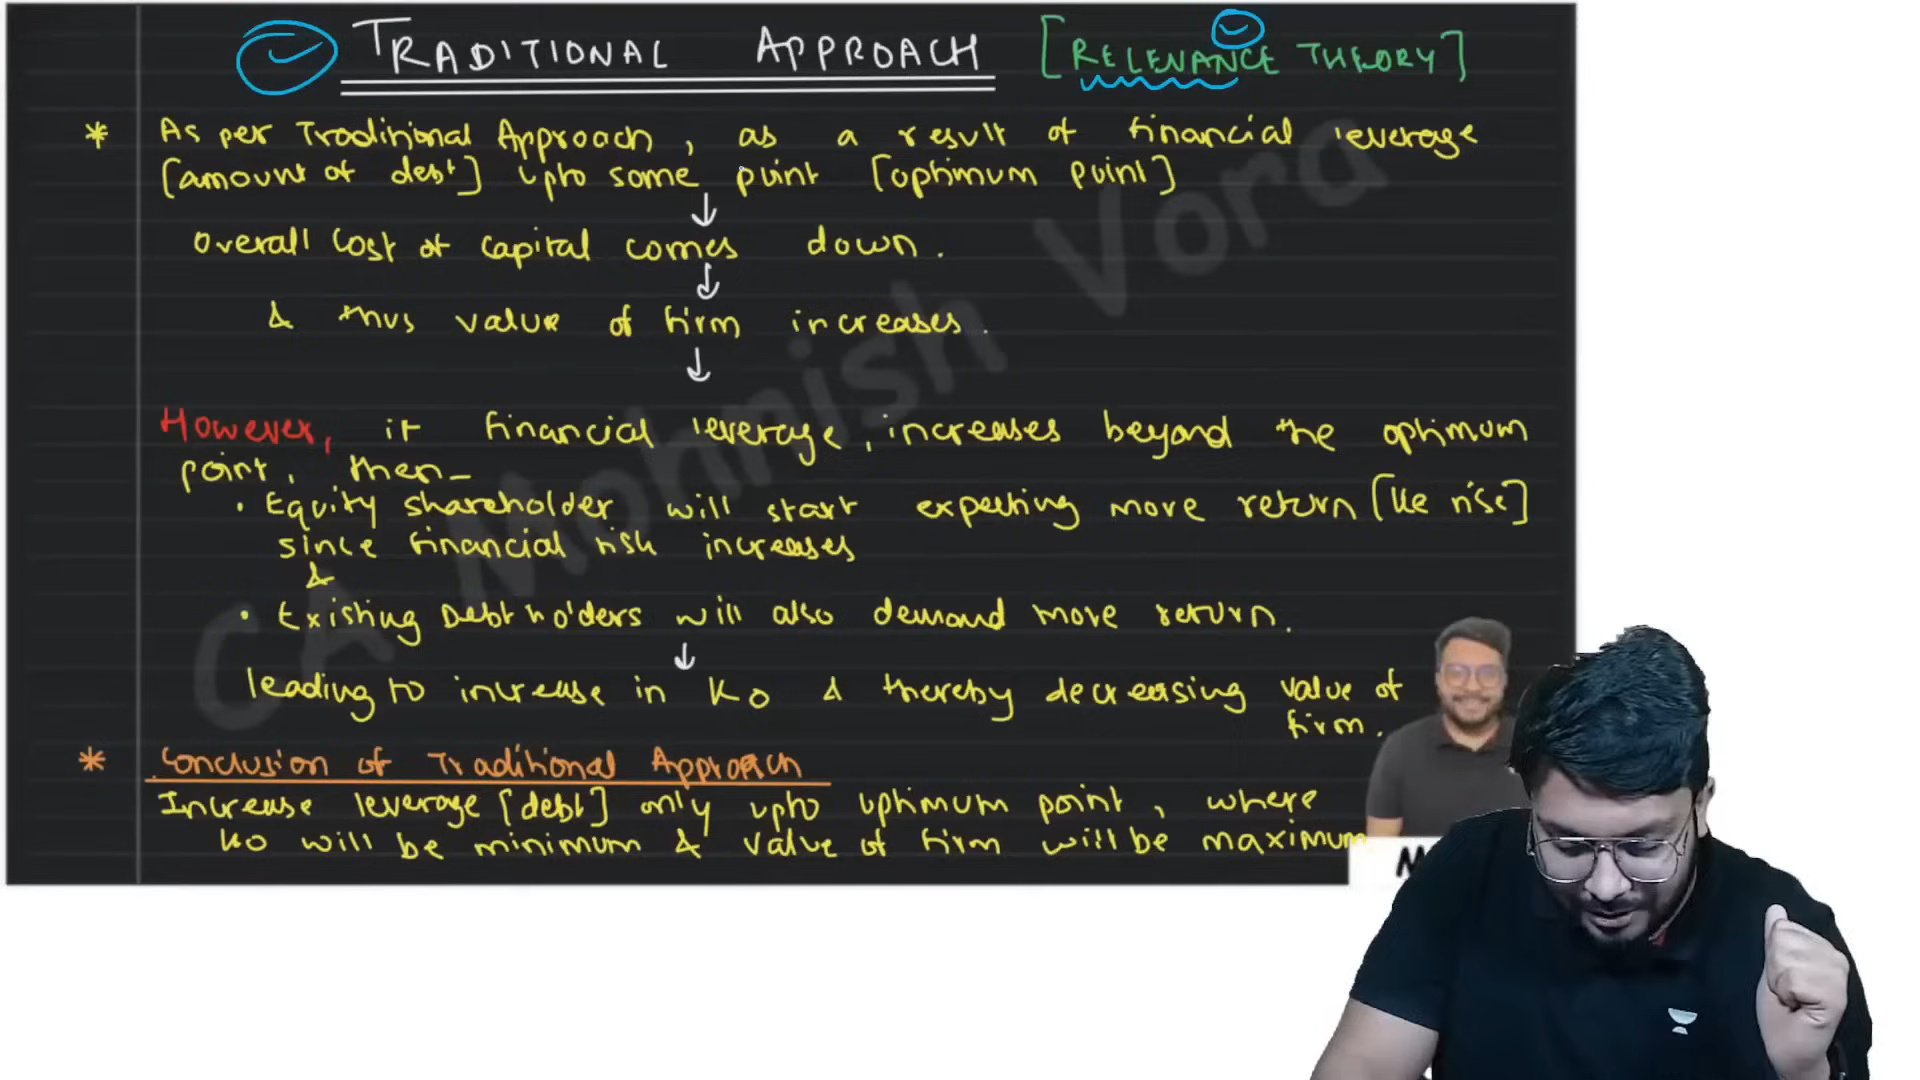 TRADITIONAL APPROACH [RELEVANCE THEORY]
* As per Traditional Approach, as a result of financial leverage
[amount of debt] upto some point [optimum point]
↓
overall cost of capital comes down.
↓
& thus value of firm increases.
↓
However, if financial leverage, increases beyond the optimum
point, then_
• Equity shareholder will start expecting more return [Ke rise]
since financial risk increases
&
• Existing Debt holders will also demand more return.
↓
leading to increase in Ko & thereby decreasing value of
firm.
* Conclusion of Traditional Approach
Increase leverage [debt] only upto optimum point, where
Ko will be minimum & value of firm will be maximum
CA Mohnish Vora